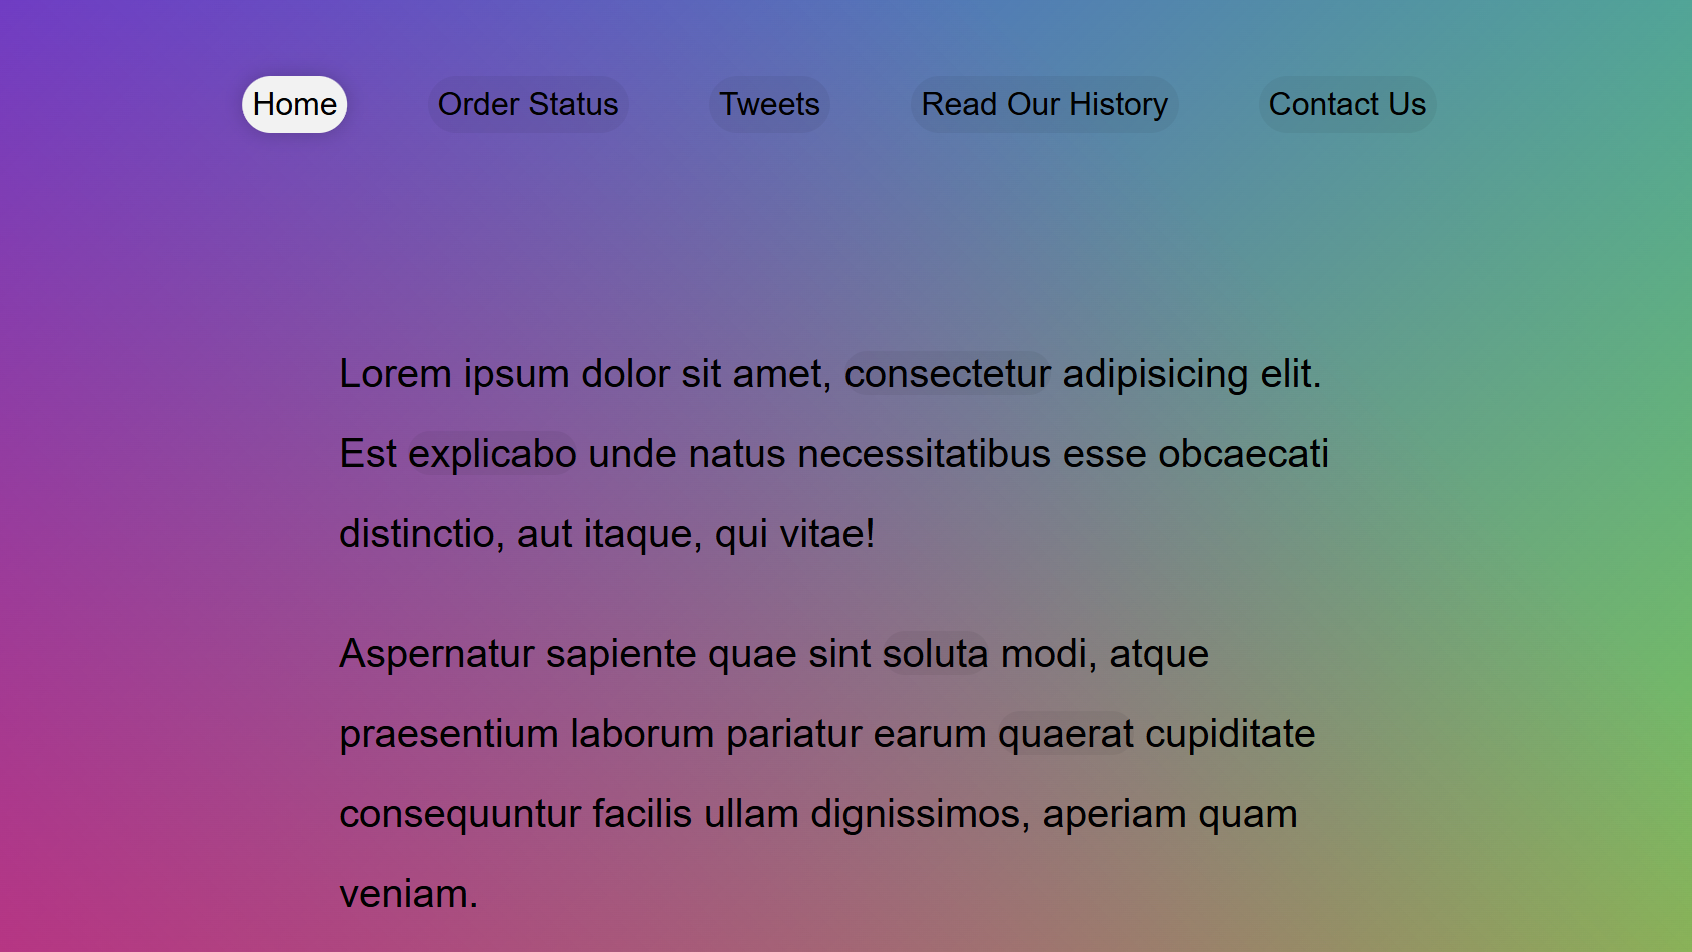 Home Order Status Tweets Read Our History Contact Us
Lorem ipsum dolor sit amet, consectetur adipisicing elit.
Est explicabo unde natus necessitatibus esse obcaecati
distinctio, aut itaque, qui vitae!
Aspernatur sapiente quae sint soluta modi, atque
praesentium laborum pariatur earum quaerat cupiditate
consequuntur facilis ullam dignissimos, aperiam quam
veniam.